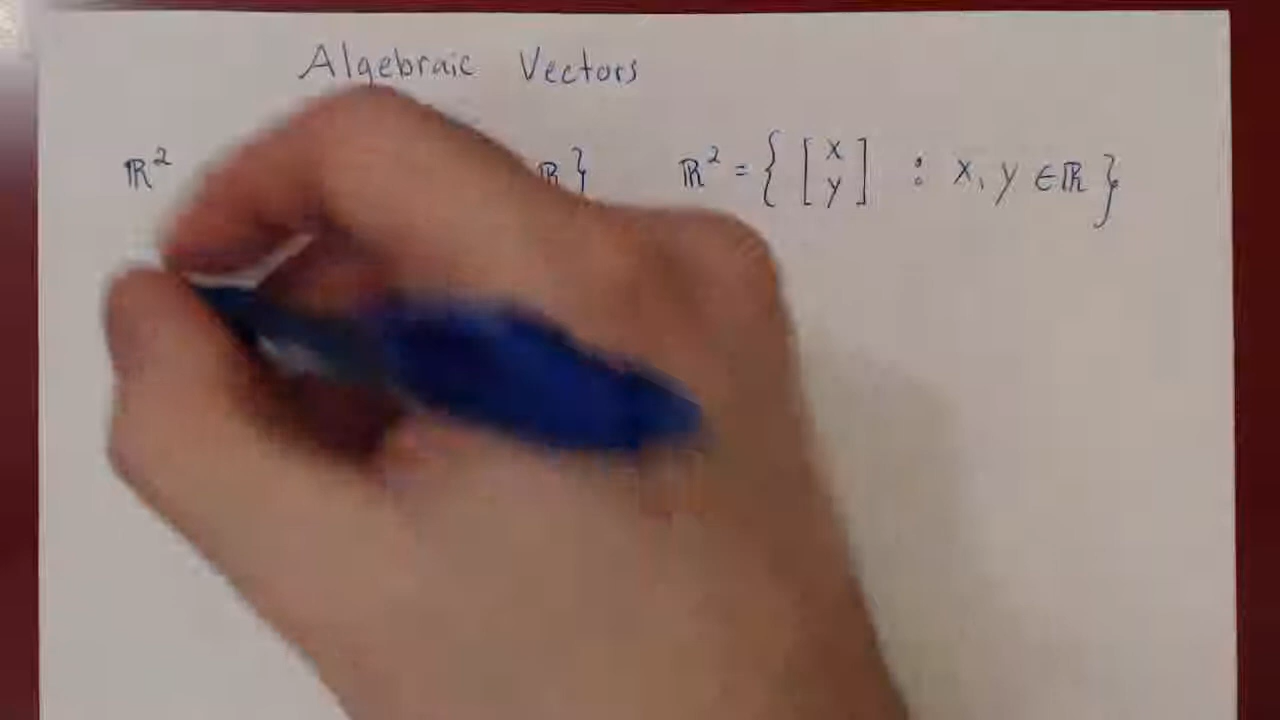 Algebraic Vectors
ℝ² ℝ} ℝ² = { [x y] : x, y ∈ ℝ }